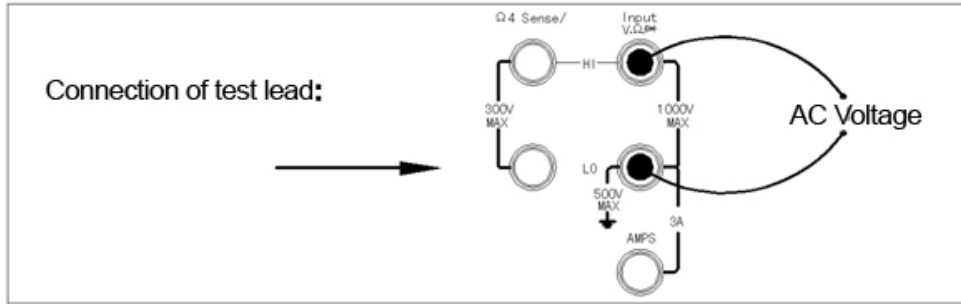 Ω4 Sense/
Input
V.Ω
HI
Connection of test lead:
300V
MAX
1000V
MAX
AC Voltage
LO
500V
MAX
3A
AMPS